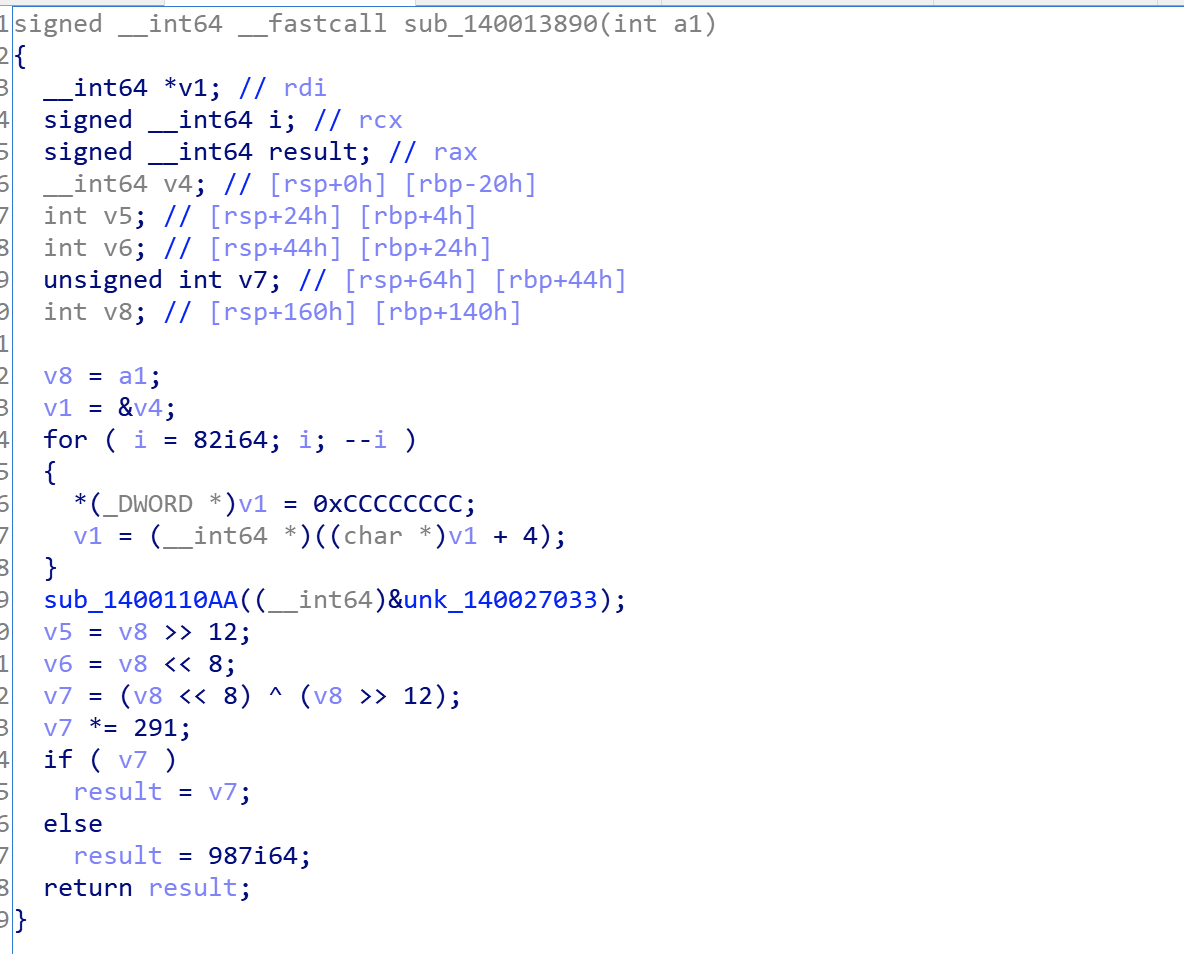 1signed __int64 __fastcall sub_140013890(int a1)
2{
3  __int64 *v1; // rdi
4  signed __int64 i; // rcx
5  signed __int64 result; // rax
6  __int64 v4; // [rsp+0h] [rbp-20h]
7  int v5; // [rsp+24h] [rbp+4h]
8  int v6; // [rsp+44h] [rbp+24h]
9  unsigned int v7; // [rsp+64h] [rbp+44h]
0  int v8; // [rsp+160h] [rbp+140h]
1
2  v8 = a1;
3  v1 = &v4;
4  for ( i = 82i64; i; --i )
5  {
6    *(_DWORD *)v1 = 0xCCCCCCCC;
7    v1 = (__int64 *)((char *)v1 + 4);
8  }
9  sub_1400110AA((__int64)&unk_140027033);
0  v5 = v8 >> 12;
1  v6 = v8 << 8;
2  v7 = (v8 << 8) ^ (v8 >> 12);
3  v7 *= 291;
4  if ( v7 )
5    result = v7;
6  else
7    result = 987i64;
8  return result;
9}